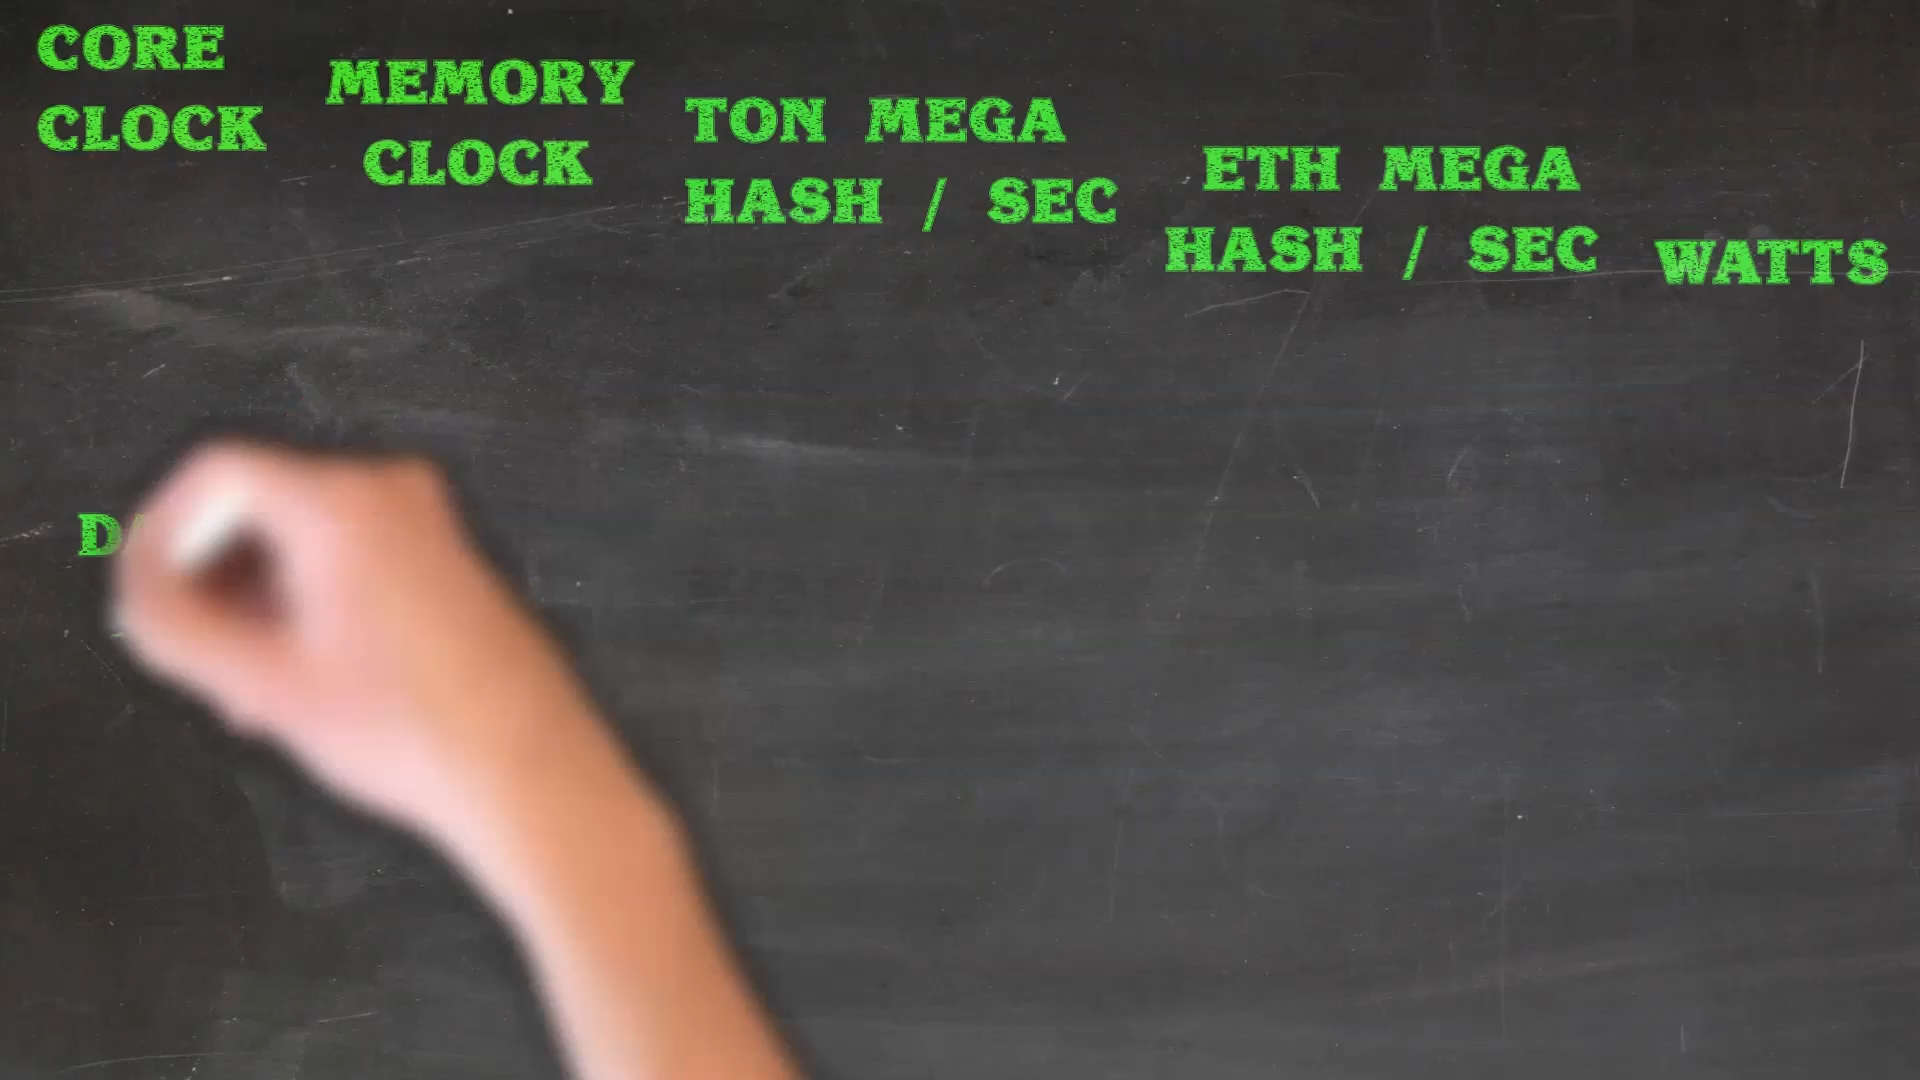 CORE
CLOCK
MEMORY
CLOCK
TON MEGA
HASH / SEC
ETH MEGA
HASH / SEC
WATTS